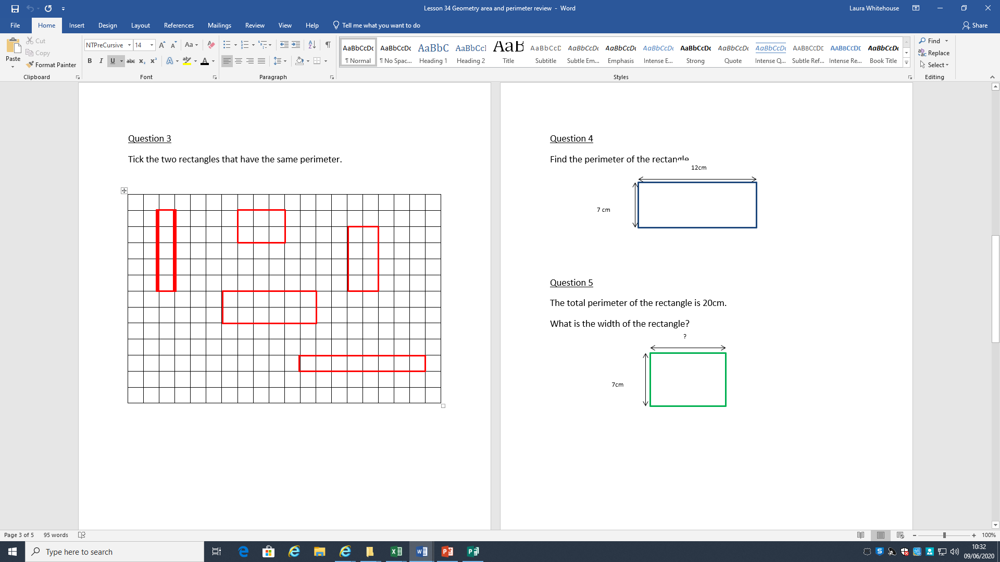 Lesson 34 Geometry area and perimeter review - Word
Laura Whitehouse
File Home Insert Design Layout References Mailings Review View Help Tell me what you want to do Share
Paste
Cut
Copy
Format Painter
Clipboard
NTPreCursive 14
Font
Paragraph
AaBbCcDc AaBbCcDc AaBbC AaBbCcI AaB AaBbCcD AaBbCcDc AaBbCcDc AaBbCcDc AaBbCcDc AaBbCcDc AaBbCcDc AABBCCDE AABBCCDE AaBbCcDc
¶ Normal ¶ No Spac... Heading 1 Heading 2 Title Subtitle Subtle Em... Emphasis Intense E... Strong Quote Intense Q... Subtle Ref... Intense Re... Book Title
Styles
Find
Replace
Select
Editing
Question 3
Tick the two rectangles that have the same perimeter.
Question 4
Find the perimeter of the rectangle
12cm
7 cm
Question 5
The total perimeter of the rectangle is 20cm.
What is the width of the rectangle?
?
7cm
Page 3 of 5 95 words
100%
Type here to search
10:32
09/06/2020